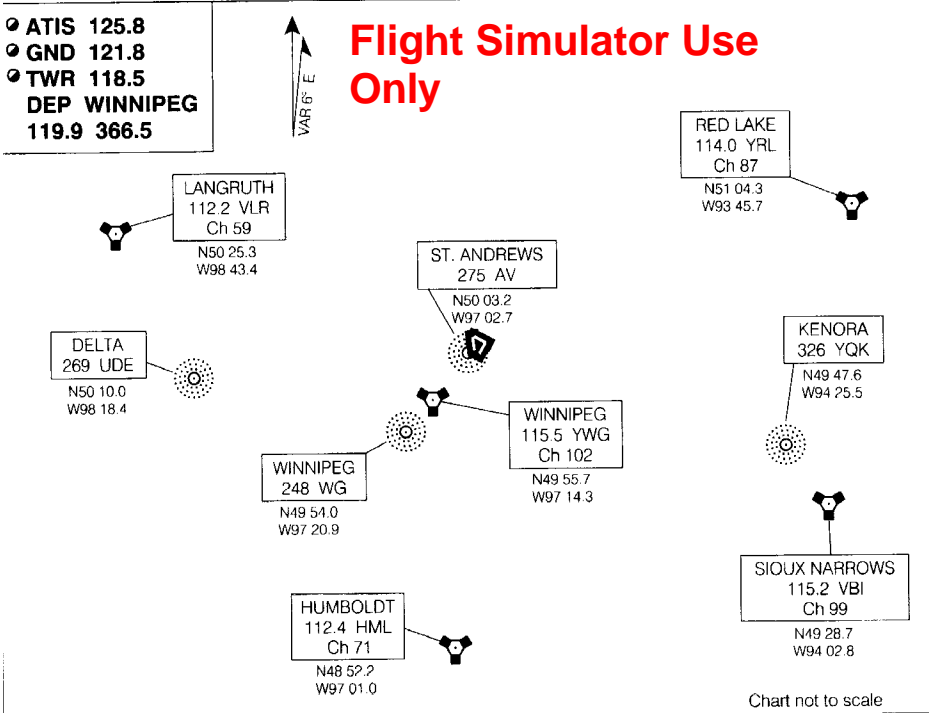 ATIS 125.8
GND 121.8
TWR 118.5
DEP WINNIPEG
119.9 366.5
VAR 6° E
Flight Simulator Use
Only
RED LAKE
114.0 YRL
Ch 87
N51 04.3
W93 45.7
LANGRUTH
112.2 VLR
Ch 59
N50 25.3
W98 43.4
ST. ANDREWS
275 AV
N50 03.2
W97 02.7
DELTA
269 UDE
N50 10.0
W98 18.4
KENORA
326 YQK
N49 47.6
W94 25.5
WINNIPEG
115.5 YWG
Ch 102
N49 55.7
W97 14.3
WINNIPEG
248 WG
N49 54.0
W97 20.9
SIOUX NARROWS
115.2 VBI
Ch 99
N49 28.7
W94 02.8
HUMBOLDT
112.4 HML
Ch 71
N48 52.2
W97 01.0
Chart not to scale